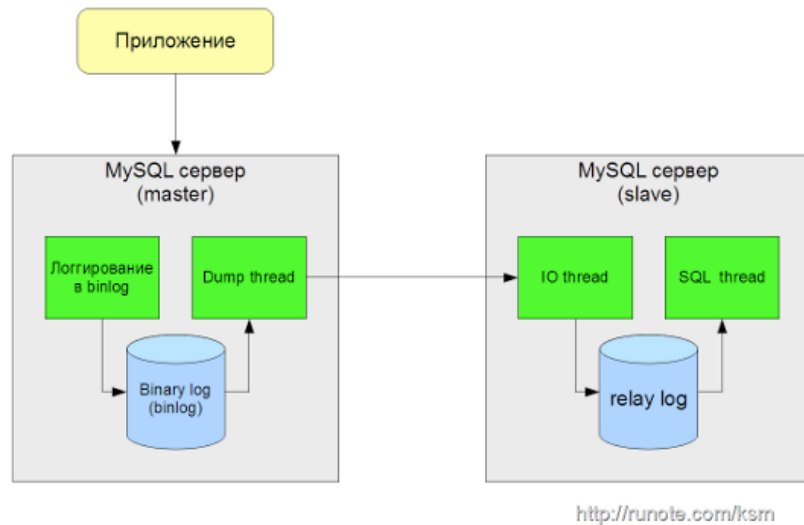 Приложение
MySQL сервер
(master)
Логгирование
в binlog
Dump thread
Binary log
(binlog)
MySQL сервер
(slave)
IO thread
SQL thread
relay log
http://runote.com/ksm